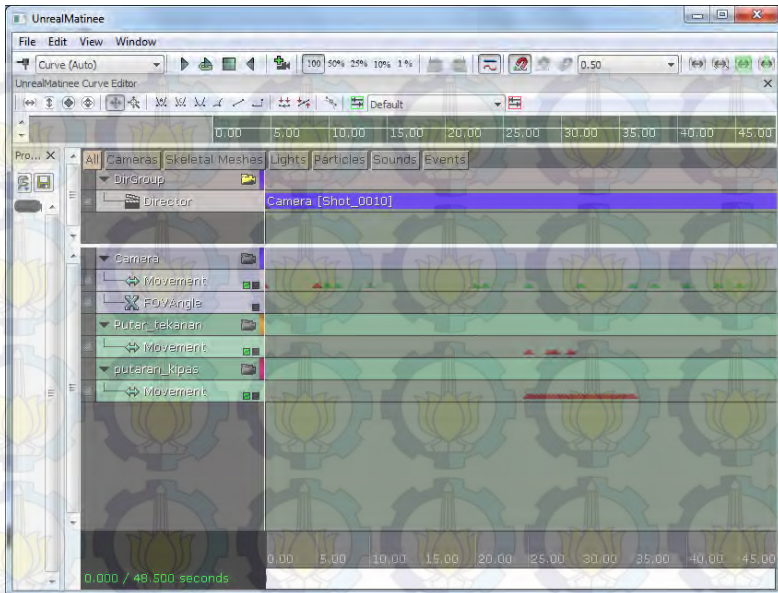 UnrealMatinee
File Edit View Window
Curve (Auto) 100 50% 25% 10% 1% 0.50
UnrealMatinee Curve Editor
Default
0.00 5.00 10.00 15.00 20.00 25.00 30.00 35.00 40.00 45.00
Pro... X All Cameras Skeletal Meshes Lights Particles Sounds Events
DirGroup
Director Camera [Shot_0010]
Camera
Movement
FOVAngle
Putar_tekanan
Movement
putaran_kipas
Movement
0.00 5.00 10.00 15.00 20.00 25.00 30.00 35.00 40.00 45.00
0.000 / 48.500 seconds